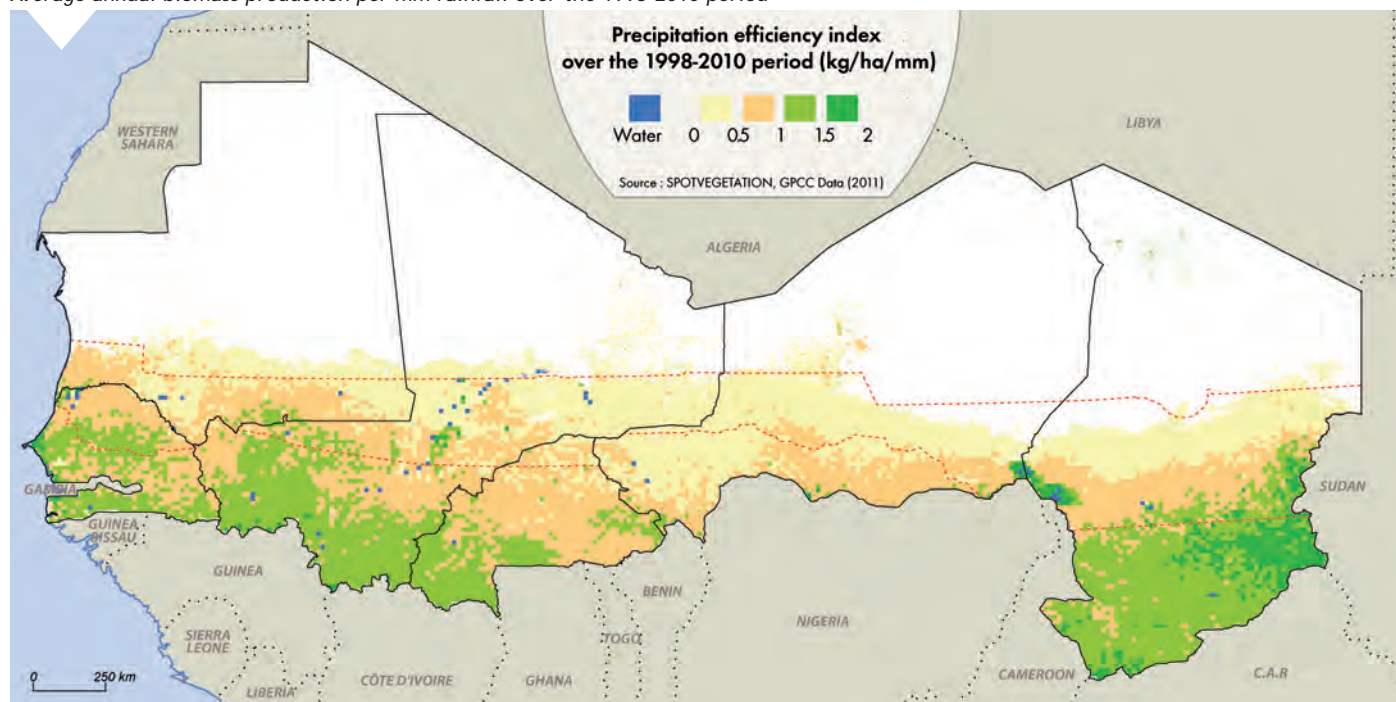 Precipitation efficiency index
over the 1998-2010 period (kg/ha/mm)
Water 0 0.5 1 1.5 2
Source : SPOTVEGETATION, GPCC Data (2011)
WESTERN
SAHARA
LIBYA
ALGERIA
GAMBIA
SUDAN
GUINEA
BISSAU
GUINEA
BENIN
NIGERIA
SIERRA
LEONE
TOGO
CÔTE D'IVOIRE
GHANA
CAMEROON
C.A.R
LIBERIA
0 250 km